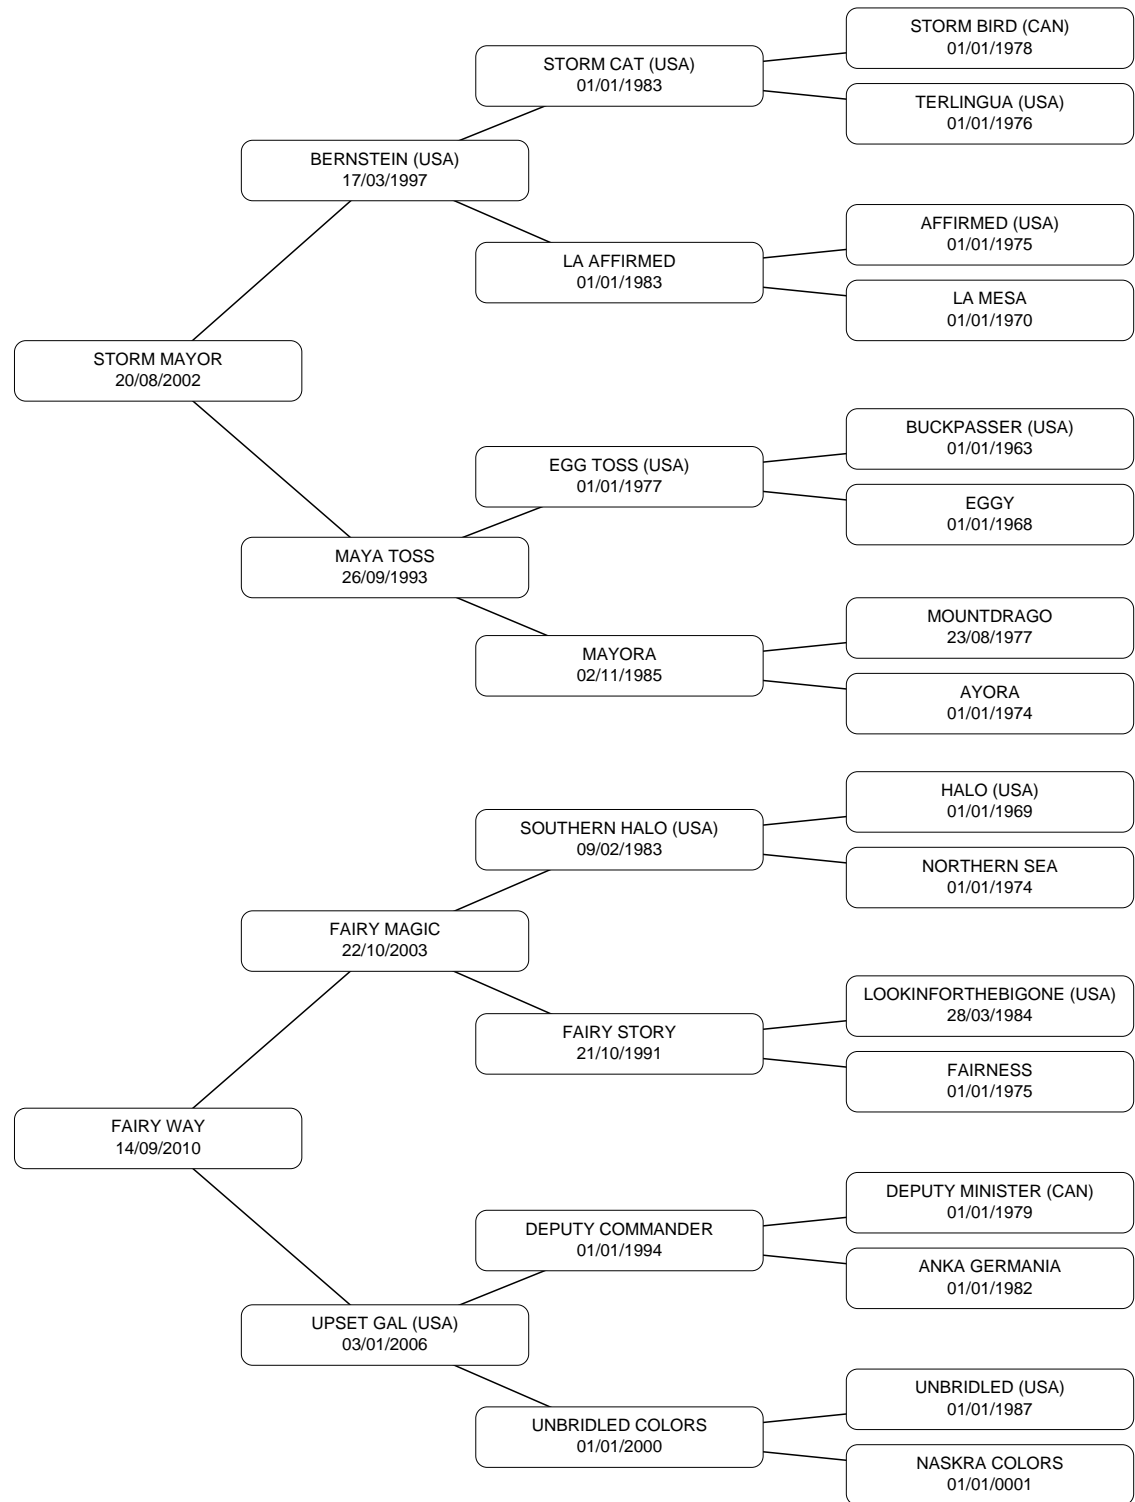 STORM BIRD (CAN)
01/01/1978
STORM CAT (USA)
01/01/1983
TERLINGUA (USA)
01/01/1976
BERNSTEIN (USA)
17/03/1997
AFFIRMED (USA)
01/01/1975
LA AFFIRMED
01/01/1983
LA MESA
01/01/1970
STORM MAYOR
20/08/2002
BUCKPASSER (USA)
01/01/1963
EGG TOSS (USA)
01/01/1977
EGGY
01/01/1968
MAYA TOSS
26/09/1993
MOUNTDRAGO
23/08/1977
MAYORA
02/11/1985
AYORA
01/01/1974
HALO (USA)
01/01/1969
SOUTHERN HALO (USA)
09/02/1983
NORTHERN SEA
01/01/1974
FAIRY MAGIC
22/10/2003
LOOKINFORTHEBIGONE (USA)
28/03/1984
FAIRY STORY
21/10/1991
FAIRNESS
01/01/1975
FAIRY WAY
14/09/2010
DEPUTY MINISTER (CAN)
01/01/1979
DEPUTY COMMANDER
01/01/1994
ANKA GERMANIA
01/01/1982
UPSET GAL (USA)
03/01/2006
UNBRIDLED (USA)
01/01/1987
UNBRIDLED COLORS
01/01/2000
NASKRA COLORS
01/01/0001